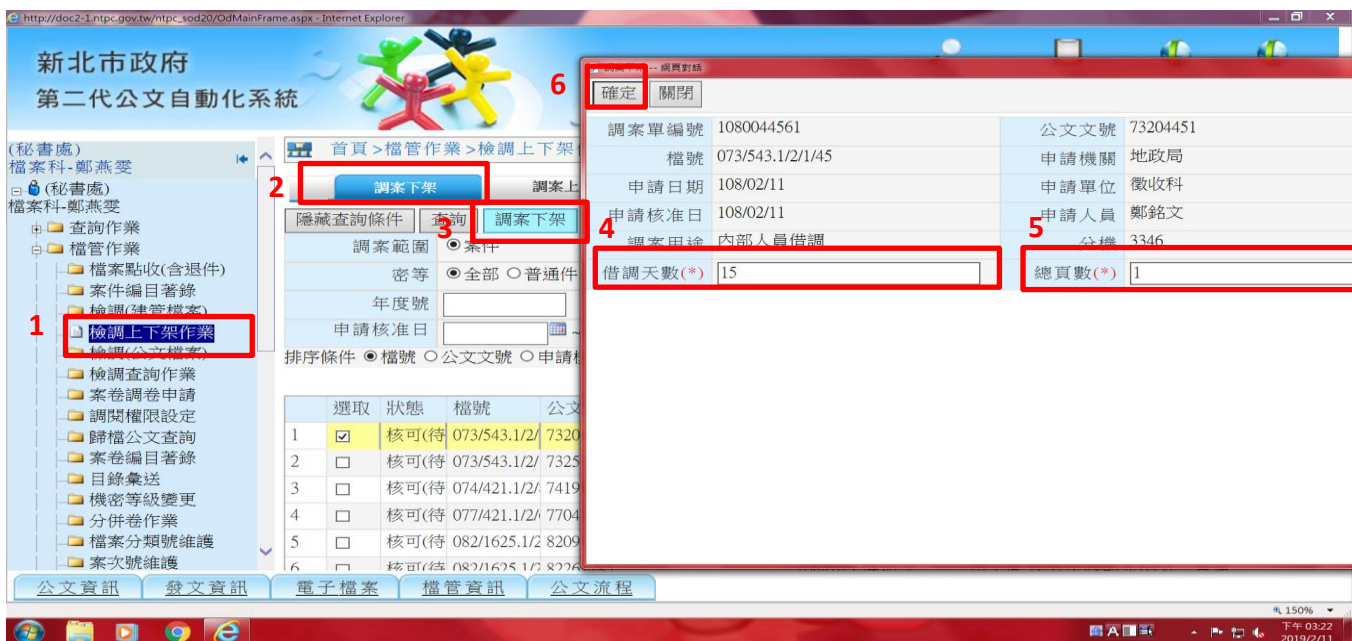 http://doc2-1.ntpc.gov.tw/ntpc_sod20/OdMainFrame.aspx - Internet Explorer
新北市政府
第二代公文自動化系統
(秘書處)
檔案科-鄭燕雯
(秘書處)
檔案科-鄭燕雯
查詢作業
檔管作業
檔案點收(含退件)
案件編目著錄
檢調(建管檔案)
1
檢調上下架作業
檢調(公文檔案)
檢調查詢作業
案卷調卷申請
調閱權限設定
歸檔公文查詢
案卷編目著錄
目錄彙送
機密等級變更
分併卷作業
檔案分類號維護
案次號維護
首頁>檔管作業>檢調上下架
2
調案下架 調案上
隱藏查詢條件 查詢 3 調案下架
調案範圍 案件
密等 全部 普通件
年度號
申請核准日 ~
排序條件 檔號 公文文號 申請
選取 狀態 檔號 公文
1 核可(待 073/543.1/2/ 7320
2 核可(待 073/543.1/2/ 7325
3 核可(待 074/421.1/2/ 7419
4 核可(待 077/421.1/2/ 7704
5 核可(待 082/1625.1/2 8209
6 核可(待 082/1625.1/2 8226
6
-- 網頁對話
確定 關閉
調案單編號 1080044561 公文文號 73204451
檔號 073/543.1/2/1/45 申請機關 地政局
申請日期 108/02/11 申請單位 徵收科
申請核准日 108/02/11 申請人員 鄭銘文
4 調案用途 內部人員借調 5 分機 3346
借調天數(*) 15 總頁數(*) 1
公文資訊 發文資訊 電子檔案 檔管資訊 公文流程
150%
A
下午 03:22
2019/2/11